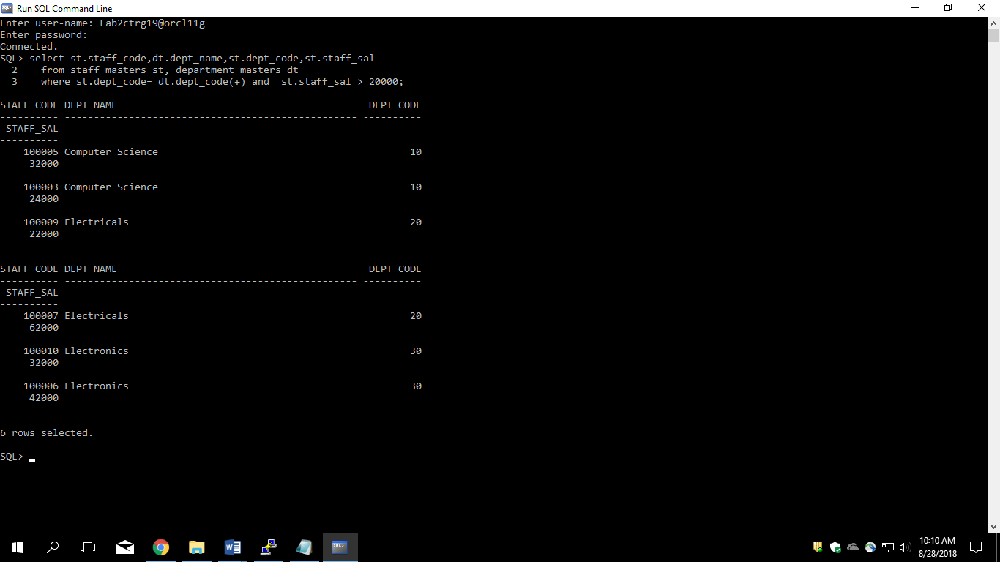 Run SQL Command Line
Enter user-name: Lab2ctrg19@orcl11g
Enter password:
Connected.
SQL> select st.staff_code,dt.dept_name,st.dept_code,st.staff_sal
  2    from staff_masters st, department_masters dt
  3    where st.dept_code= dt.dept_code(+) and  st.staff_sal > 20000;
STAFF_CODE DEPT_NAME                                           DEPT_CODE
---------- -------------------------------------------------- ----------
 STAFF_SAL
----------
    100005 Computer Science                                           10
     32000
    100003 Computer Science                                           10
     24000
    100009 Electricals                                                20
     22000
STAFF_CODE DEPT_NAME                                           DEPT_CODE
---------- -------------------------------------------------- ----------
 STAFF_SAL
----------
    100007 Electricals                                                20
     62000
    100010 Electronics                                                30
     32000
    100006 Electronics                                                30
     42000
6 rows selected.
SQL>
10:10 AM
8/28/2018